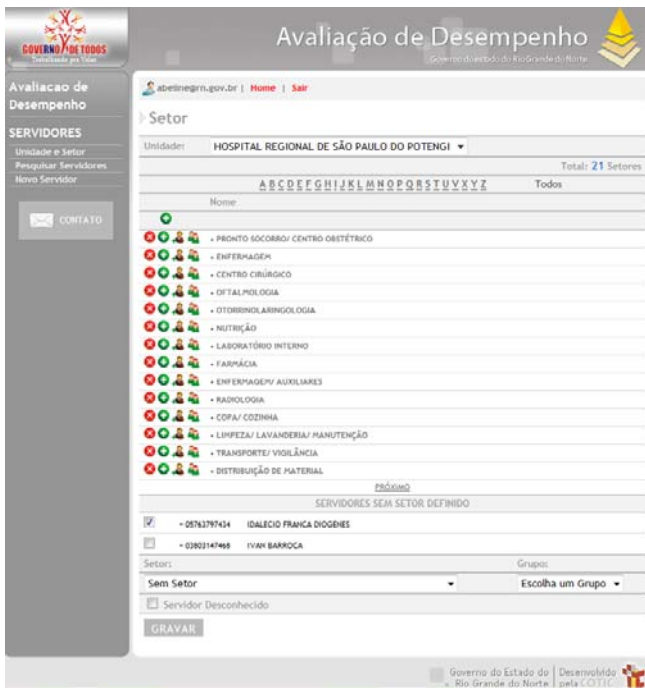 GOVERNO DE TODOS
Trabalhando por Vidas
Avaliação de Desempenho
Governo do estado do Rio Grande do Norte
Avaliacao de
Desempenho
SERVIDORES
Unidade e Setor
Pesquisar Servidores
Novo Servidor
CONTATO
abeline@rn.gov.br | Home | Sair
Setor
Unidade: HOSPITAL REGIONAL DE SÃO PAULO DO POTENGI
Total: 21 Setores
A B C D E F G H I J K L M N O P Q R S T U V X Y Z Todos
Nome
- PRONTO SOCORRO/ CENTRO OBSTÉTRICO
- ENFERMAGEM
- CENTRO CIRÚRGICO
- OFTALMOLOGIA
- OTORRINOLARINGOLOGIA
- NUTRIÇÃO
- LABORATÓRIO INTERNO
- FARMÁCIA
- ENFERMAGEM/ AUXILIARES
- RADIOLOGIA
- COPA/ COZINHA
- LIMPEZA/ LAVANDERIA/ MANUTENÇÃO
- TRANSPORTE/ VIGILÂNCIA
- DISTRIBUIÇÃO DE MATERIAL
PRÓXIMO
SERVIDORES SEM SETOR DEFINIDO
- 05763797434 IDALECIO FRANCA DIOGENES
- 03803147468 IVAN BARROCA
Setor: Grupo:
Sem Setor Escolha um Grupo
Servidor Desconhecido
GRAVAR
Governo do Estado do Rio Grande do Norte
Desenvolvido pela COTIC